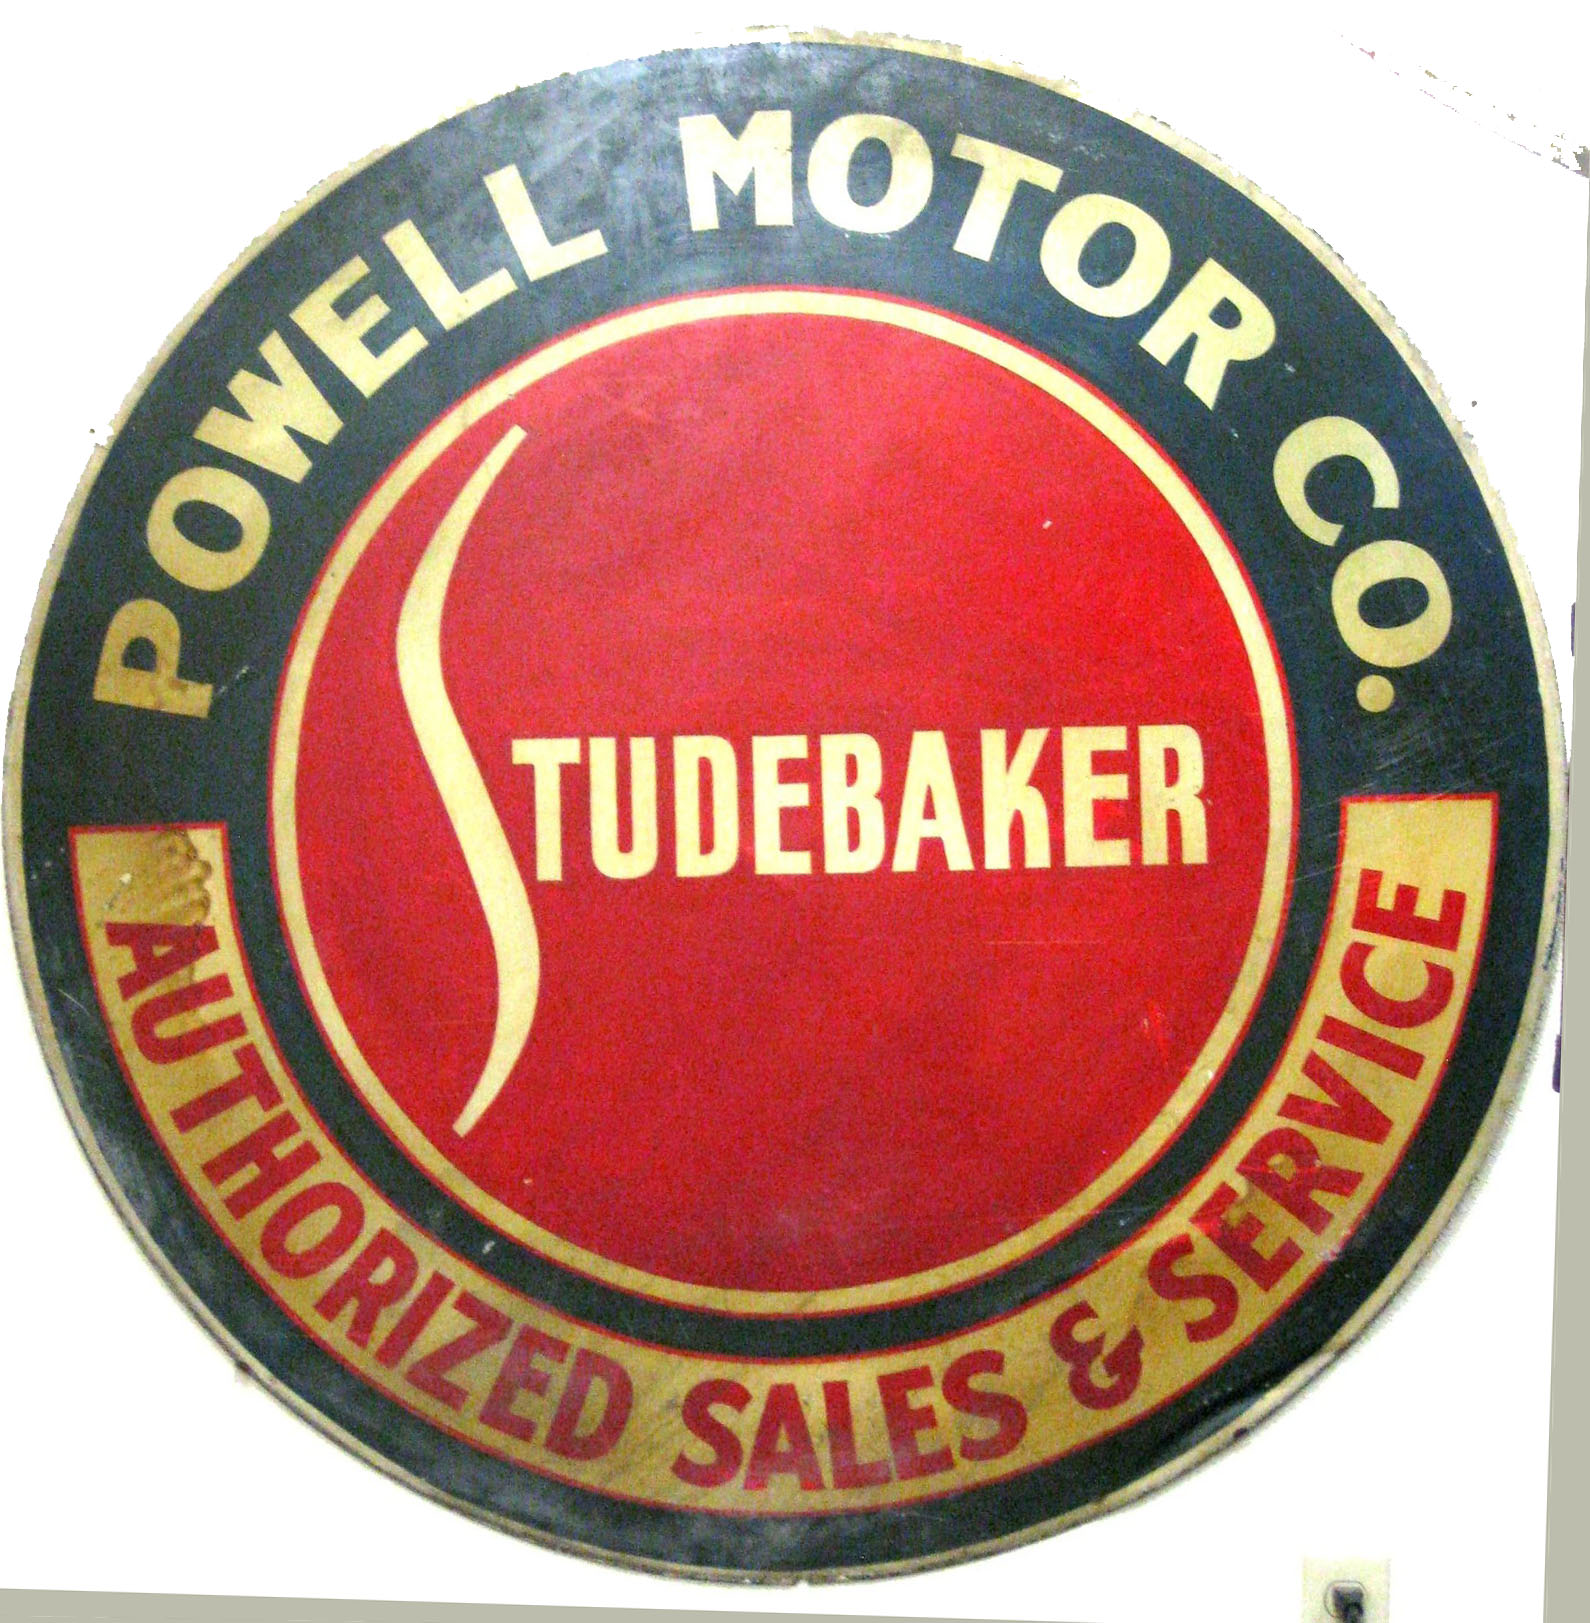 POWELL MOTOR CO.
STUDEBAKER
AUTHORIZED SALES & SERVICE